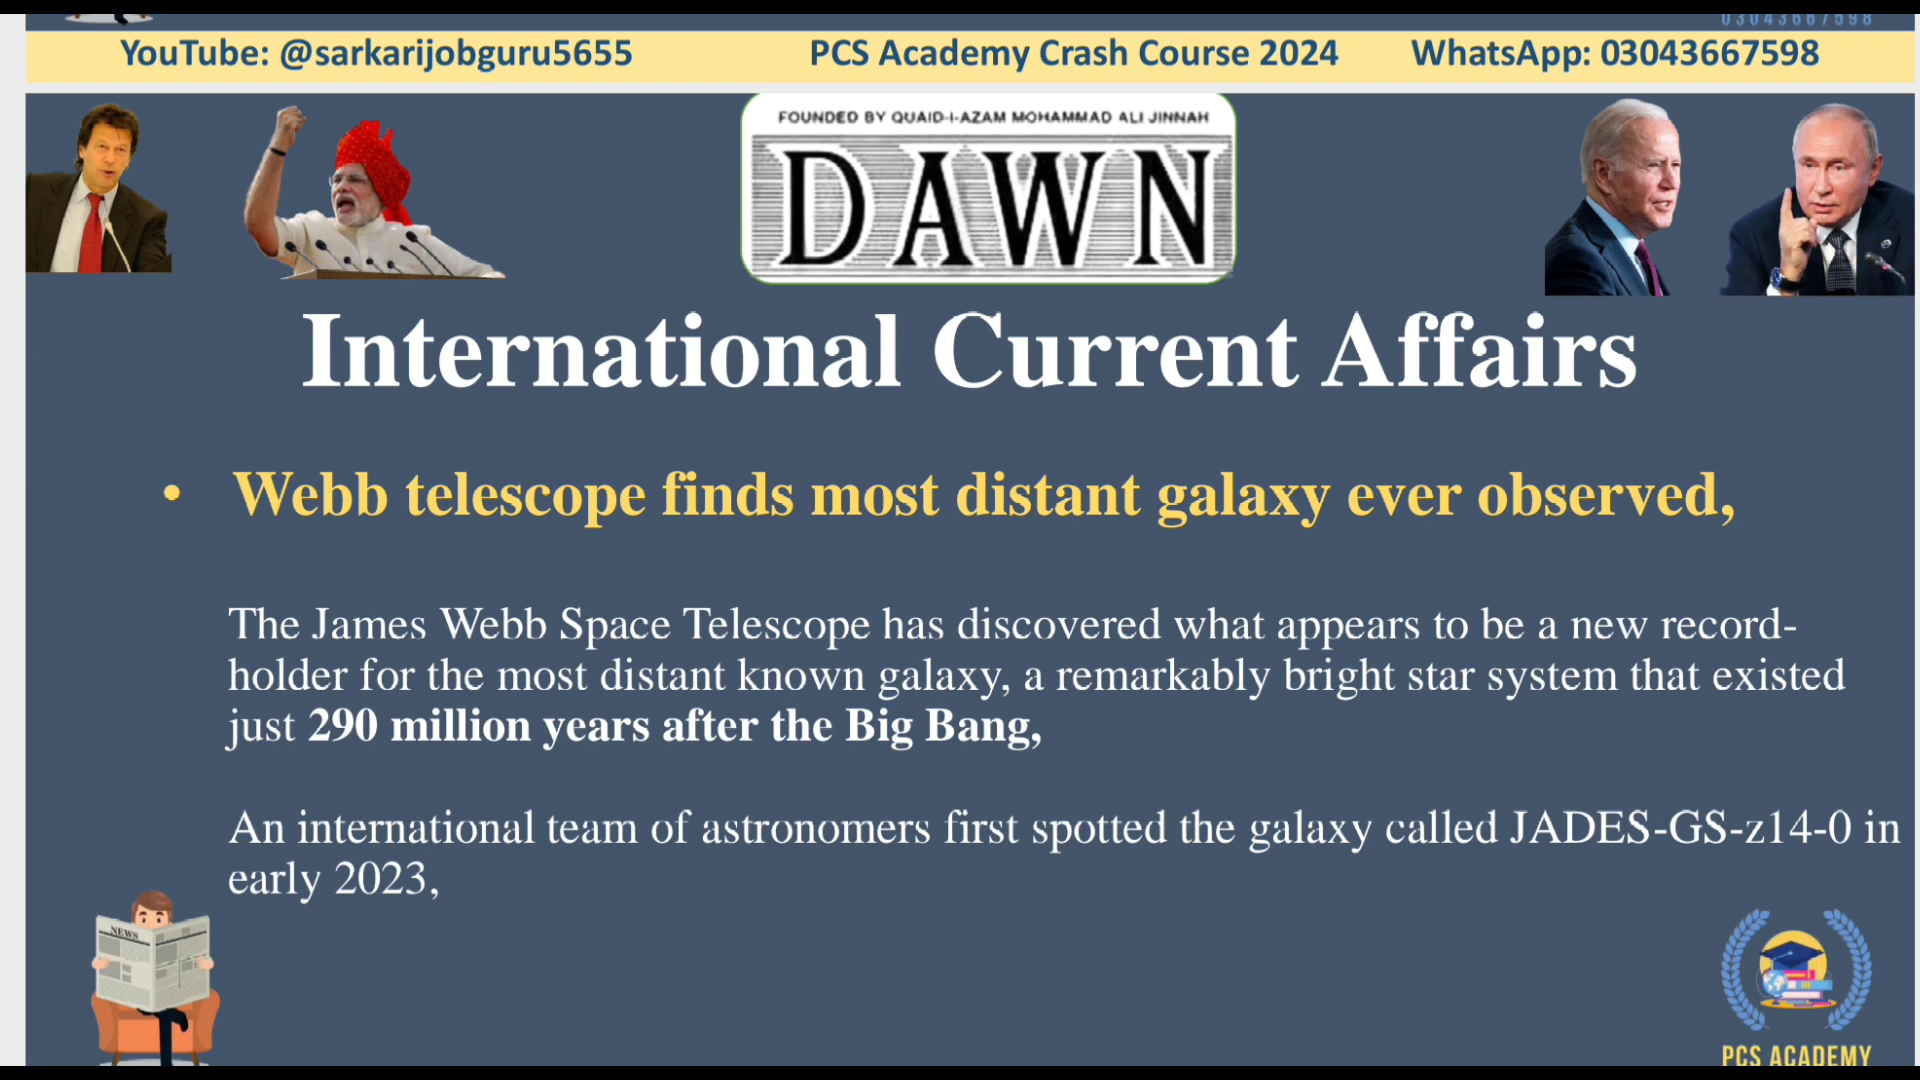 03043667598
YouTube: @sarkarijobguru5655 PCS Academy Crash Course 2024 WhatsApp: 03043667598
FOUNDED BY QUAID-I-AZAM MOHAMMAD ALI JINNAH
DAWN
International Current Affairs
• Webb telescope finds most distant galaxy ever observed,
The James Webb Space Telescope has discovered what appears to be a new record-
holder for the most distant known galaxy, a remarkably bright star system that existed
just 290 million years after the Big Bang,
An international team of astronomers first spotted the galaxy called JADES-GS-z14-0 in
early 2023,
NEWS
PCS ACADEMY